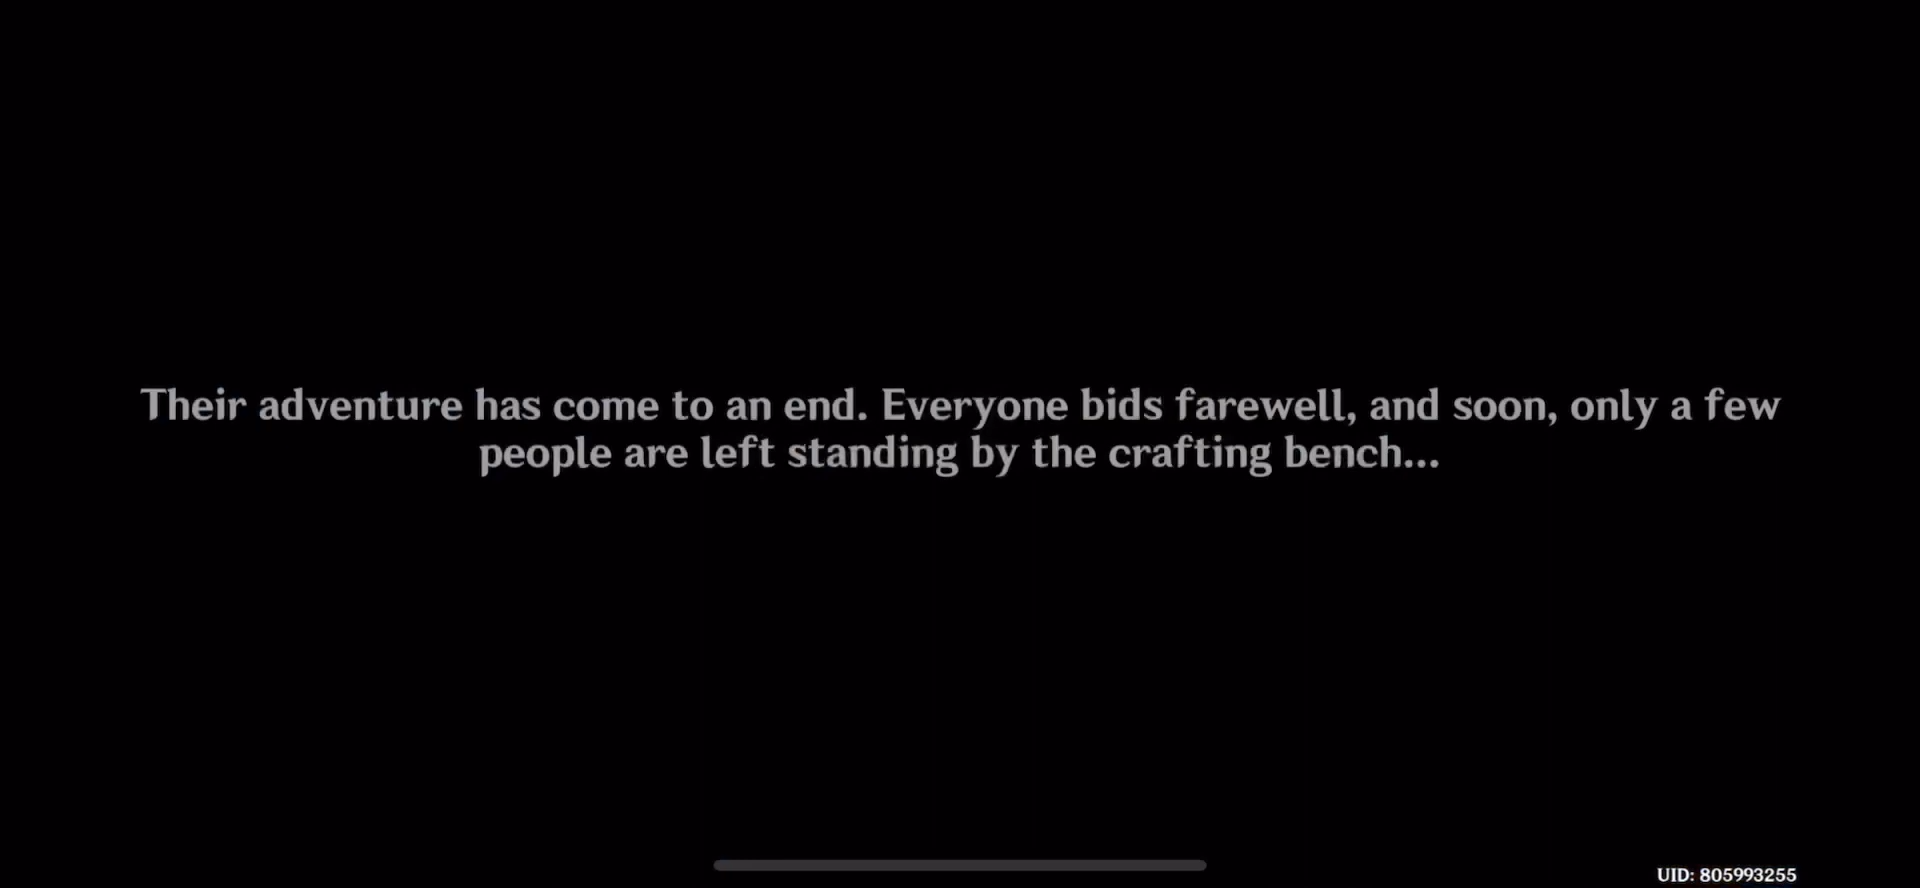 Their adventure has come to an end. Everyone bids farewell, and soon, only a few
people are left standing by the crafting bench...
UID: 805993255